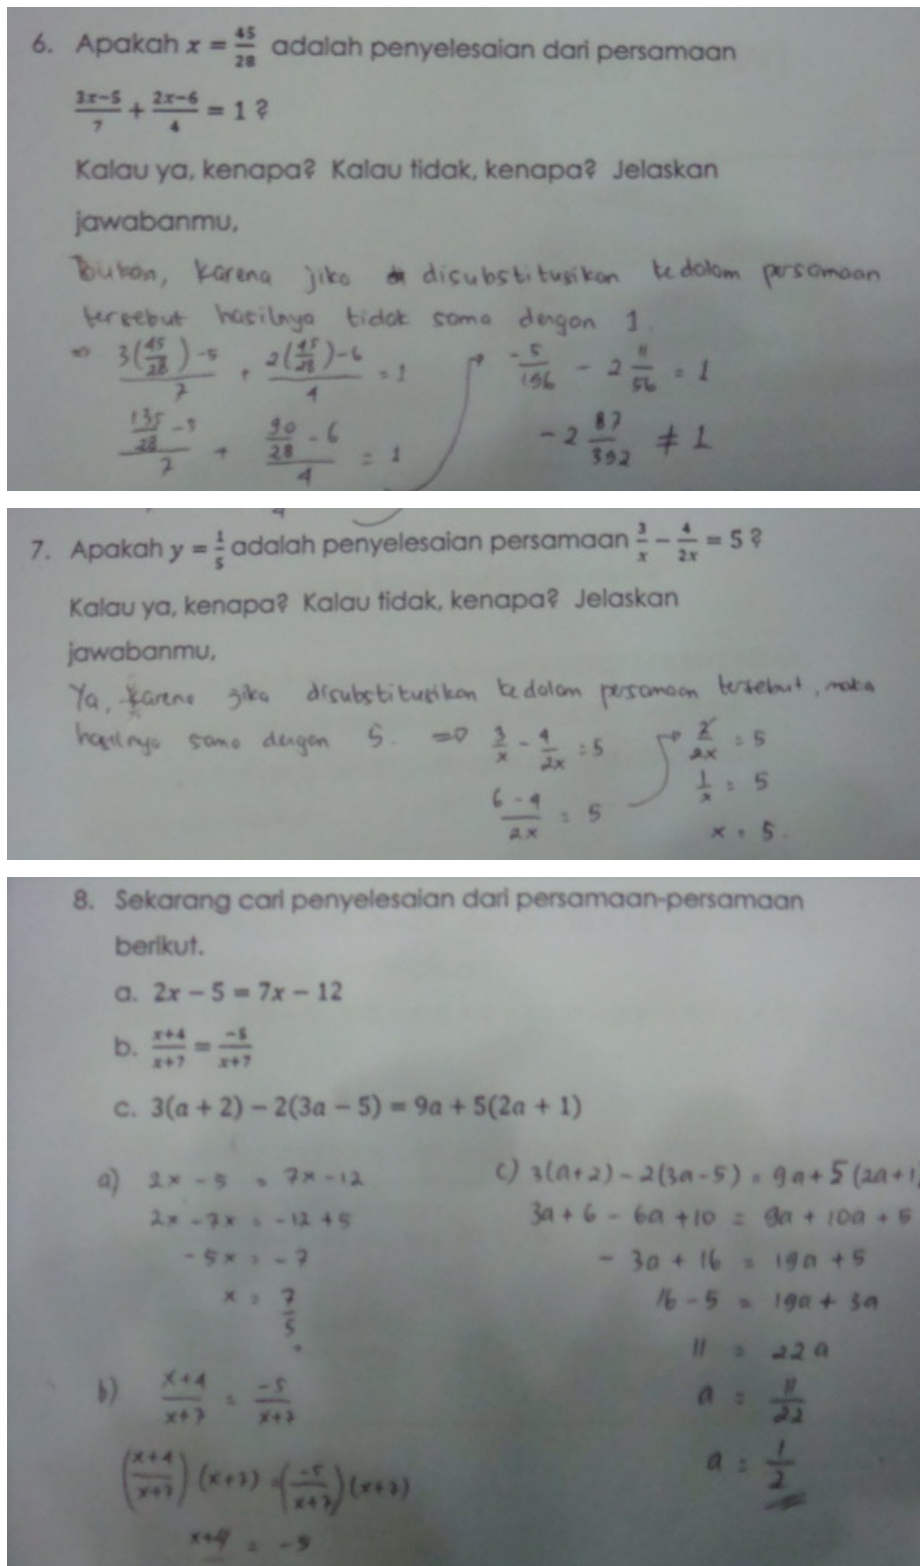 6. Apakah x = 45/28 adalah penyelesaian dari persamaan
(3x−5)/7 + (2x−6)/4 = 1 ?
Kalau ya, kenapa? Kalau tidak, kenapa? Jelaskan
jawabanmu,
Bukan, karena jika disubstitusikan kedalam persamaan
tersebut hasilnya tidak sama dengan 1.
=> (3(45/28) - 5)/7 + (2(45/28) - 6)/4 = 1
(135/28 - 5)/7 + (90/28 - 6)/4 = 1
-5/196 - 2 11/56 = 1
-2 87/392 ≠ 1
7. Apakah y = 1/5 adalah penyelesaian persamaan 3/x − 4/2x = 5 ?
Kalau ya, kenapa? Kalau tidak, kenapa? Jelaskan
jawabanmu,
Ya, karena jika disubstitusikan kedalam persamaan tersebut, maka
hasilnya sama dengan 5. => 3/x - 4/2x = 5
(6 - 4)/2x = 5
2/2x = 5
1/x = 5
x = 5.
8. Sekarang cari penyelesaian dari persamaan-persamaan
berikut.
a. 2x − 5 = 7x − 12
b. (x+4)/(x+7) = −5/(x+7)
c. 3(a + 2) − 2(3a − 5) = 9a + 5(2a + 1)
a) 2x - 5 = 7x - 12
2x - 7x = -12 + 5
-5x = -7
x = 7/5
b) (x+4)/(x+7) = -5/(x+7)
((x+4)/(x+7)) (x+7) = (-5/(x+7)) (x+7)
x+4 = -5
c) 3(a+2) - 2(3a-5) = 9a + 5(2a+1)
3a + 6 - 6a + 10 = 9a + 10a + 5
- 3a + 16 = 19a + 5
16 - 5 = 19a + 3a
11 = 22a
a = 11/22
a = 1/2